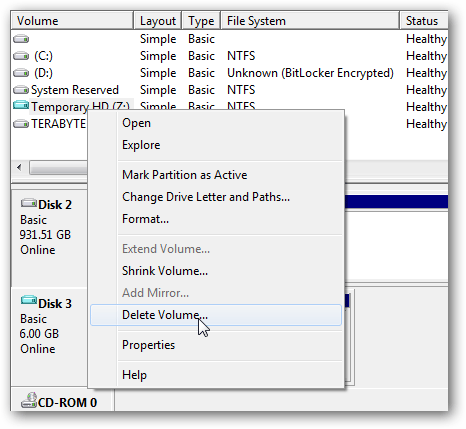 Volume Layout Type File System Status
Simple Basic Healthy
(C:) Simple Basic NTFS Healthy
(D:) Simple Basic Unknown (BitLocker Encrypted) Healthy
System Reserved Simple Basic NTFS Healthy
Temporary HD (Z:) Simple Basic NTFS Healthy
TERABYTE Healthy
Open
Explore
Mark Partition as Active
Change Drive Letter and Paths...
Format...
Extend Volume...
Shrink Volume...
Add Mirror...
Delete Volume...
Properties
Help
Disk 2
Basic
931.51 GB
Online
Disk 3
Basic
6.00 GB
Online
CD-ROM 0